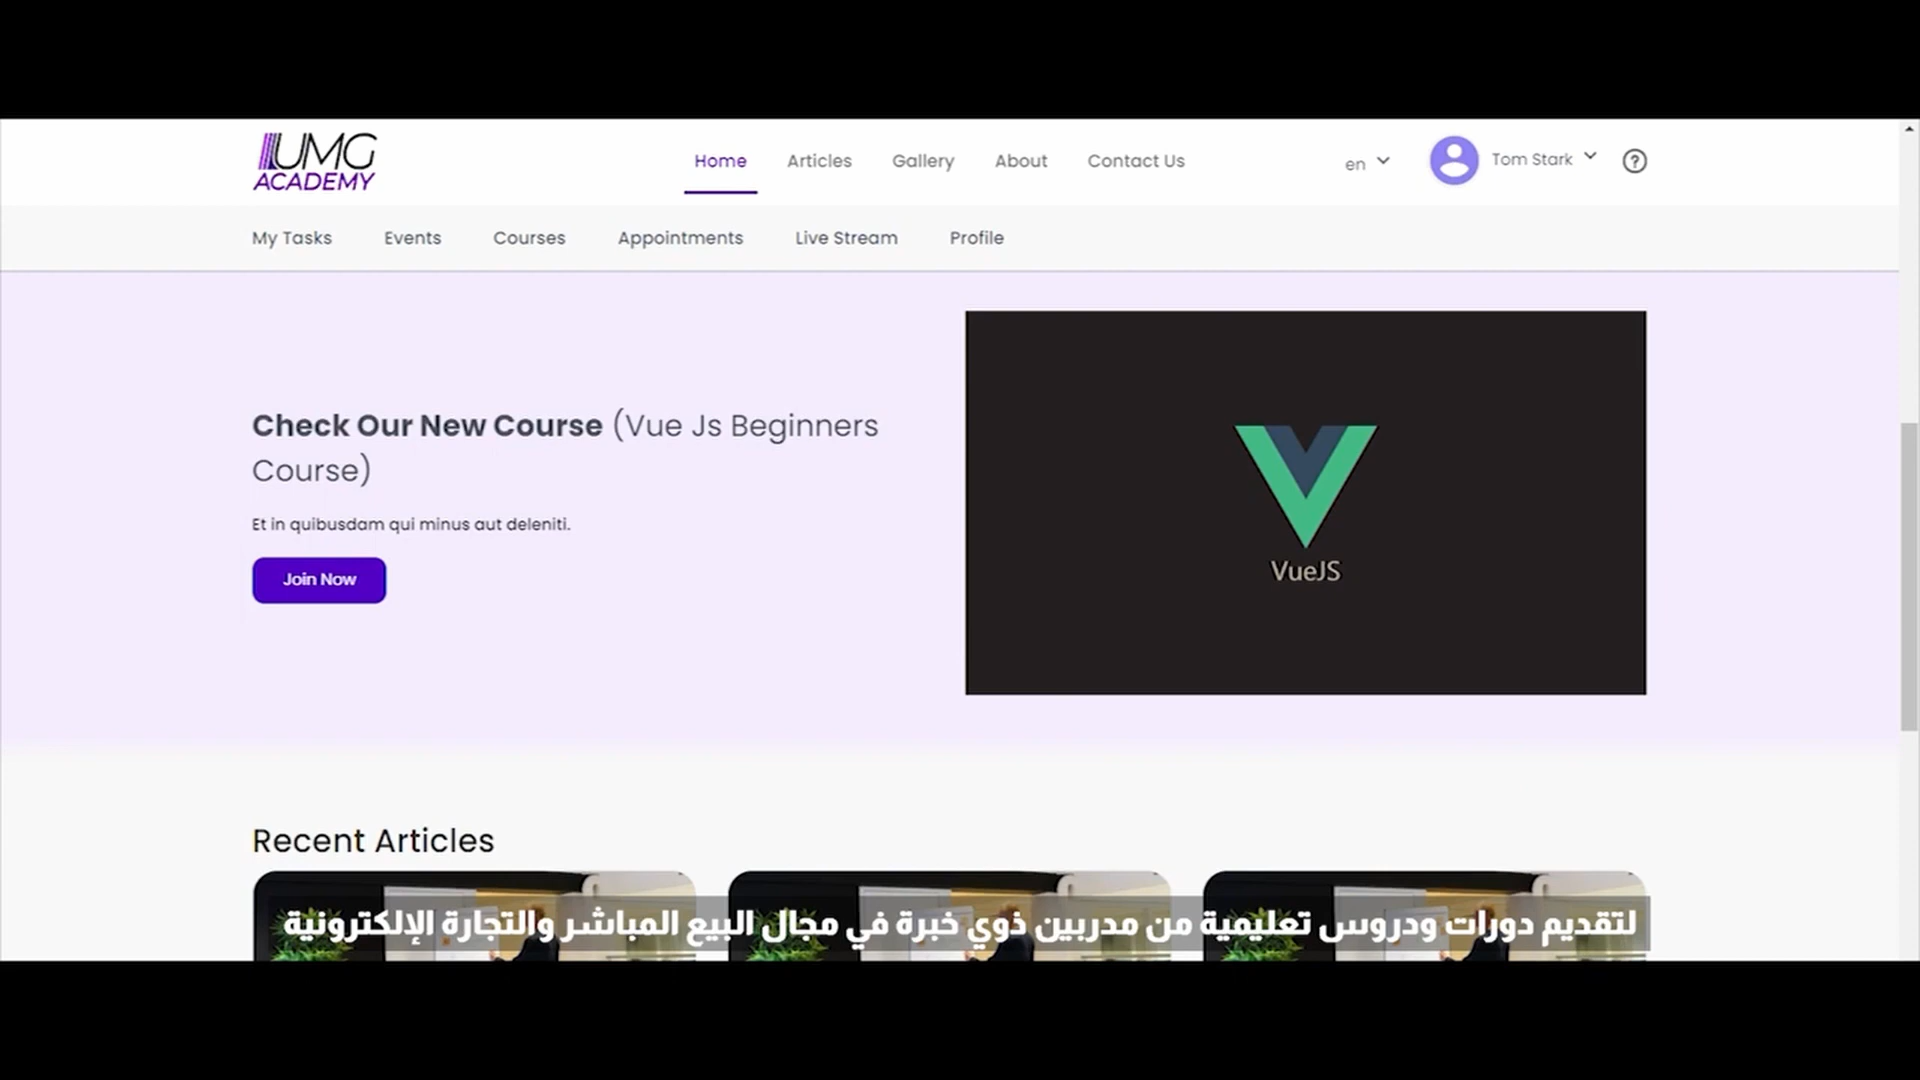 UMG
ACADEMY
Home Articles Gallery About Contact Us en Tom Stark ?
My Tasks Events Courses Appointments Live Stream Profile
Check Our New Course (Vue Js Beginners
Course)
Et in quibusdam qui minus aut deleniti.
Join Now
VueJS
Recent Articles
لتقديم دورات ودروس تعليمية من مدربين ذوي خبرة في مجال البيع المباشر والتجارة الإلكترونية